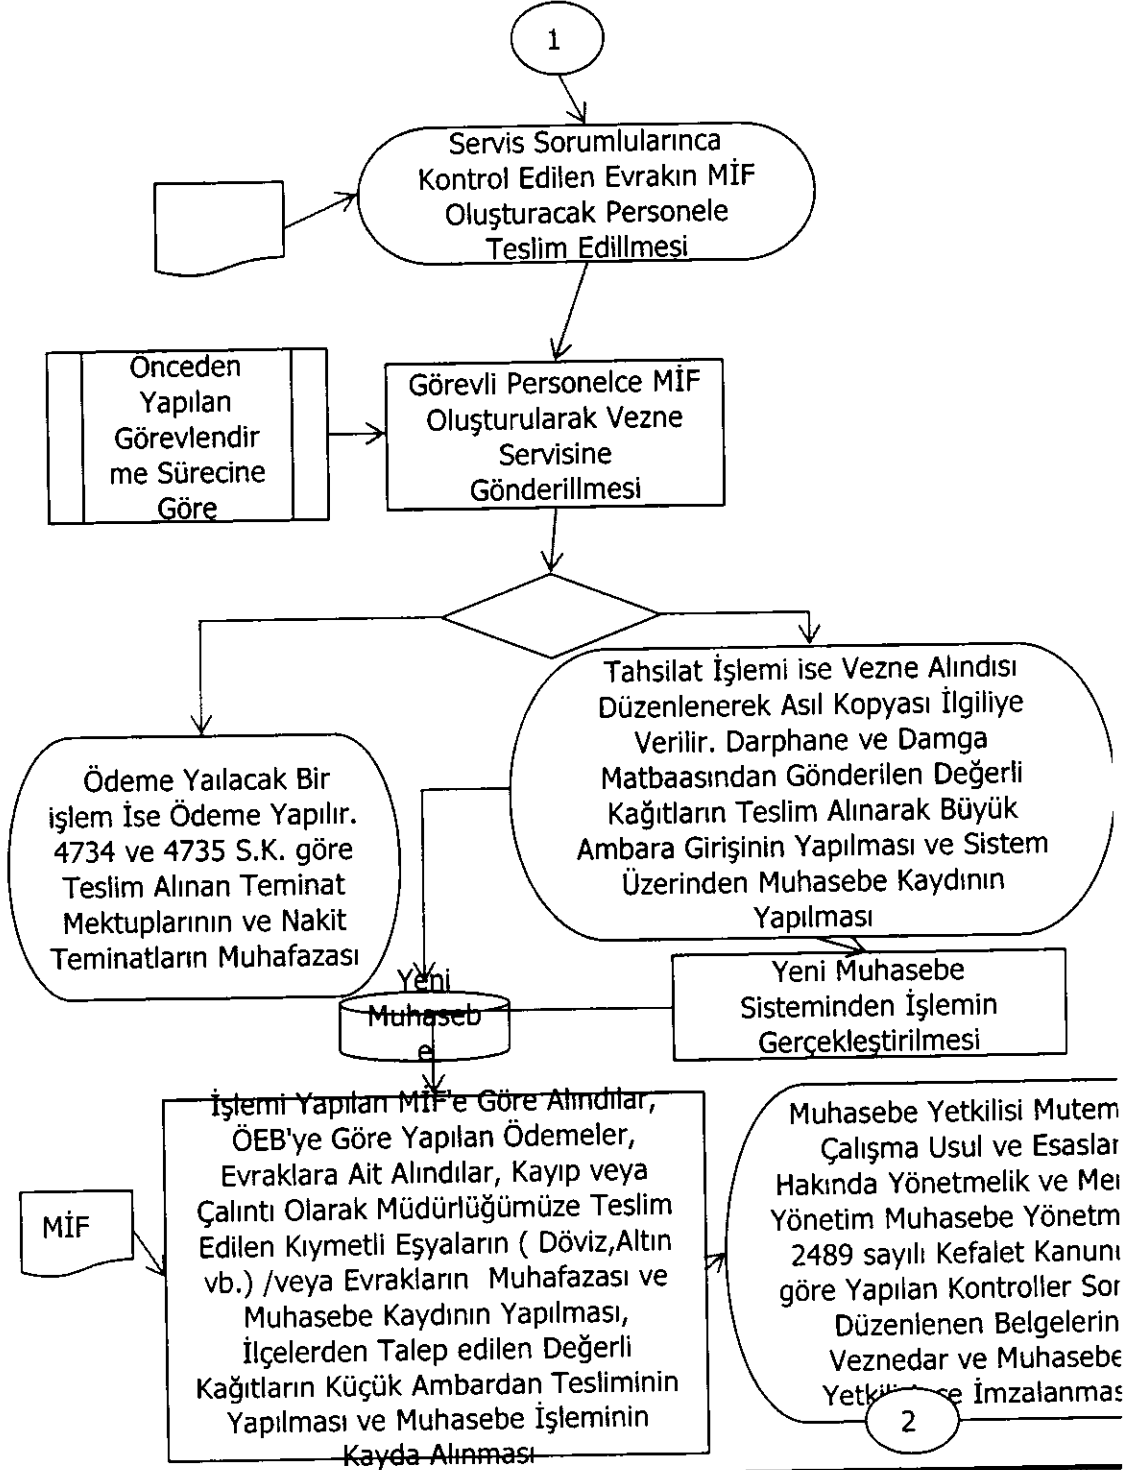 1
Servis Sorumlularınca
Kontrol Edilen Evrakın MİF
Oluşturacak Personele
Teslim Edillmesi
Önceden
Yapılan
Görevlendir
me Sürecine
Göre
Görevli Personelce MİF
Oluşturularak Vezne
Servisine
Gönderillmesi
Tahsilat İşlemi ise Vezne Alındısı
Düzenlenerek Asıl Kopyası İlgiliye
Verilir. Darphane ve Damga
Matbaasından Gönderilen Değerli
Kağıtların Teslim Alınarak Büyük
Ambara Girişinin Yapılması ve Sistem
Üzerinden Muhasebe Kaydının
Yapılması
Ödeme Yaılacak Bir
işlem İse Ödeme Yapılır.
4734 ve 4735 S.K. göre
Teslim Alınan Teminat
Mektuplarının ve Nakit
Teminatların Muhafazası
Yeni
Muhaseb
e
Yeni Muhasebe
Sisteminden İşlemin
Gerçekleştirilmesi
MİF
İşlemi Yapılan MİF'e Göre Alındılar,
ÖEB'ye Göre Yapılan Ödemeler,
Evraklara Ait Alındılar, Kayıp veya
Çalıntı Olarak Müdürlüğümüze Teslim
Edilen Kıymetli Eşyaların ( Döviz,Altın
vb.) /veya Evrakların Muhafazası ve
Muhasebe Kaydının Yapılması,
İlçelerden Talep edilen Değerli
Kağıtların Küçük Ambardan Tesliminin
Yapılması ve Muhasebe İşleminin
Kayda Alınması
Muhasebe Yetkilisi Mutem
Çalışma Usul ve Esaslar
Hakında Yönetmelik ve
Yönetim Muhasebe Yönetm
2489 sayılı Kefalet Kanunu
göre Yapılan Kontroller Son
Düzenlenen Belgelerin
Veznedar ve Muhasebe
İmzalanmas
2